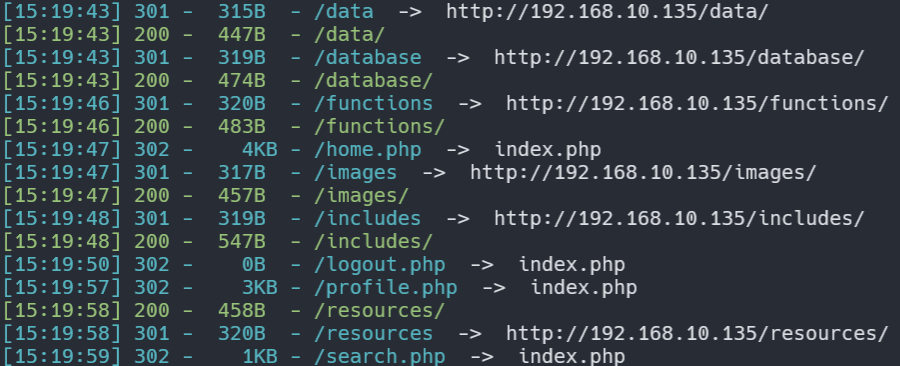 [15:19:43] 301 -  315B  - /data  ->  http://192.168.10.135/data/
[15:19:43] 200 -  447B  - /data/
[15:19:43] 301 -  319B  - /database  ->  http://192.168.10.135/database/
[15:19:43] 200 -  474B  - /database/
[15:19:46] 301 -  320B  - /functions  ->  http://192.168.10.135/functions/
[15:19:46] 200 -  483B  - /functions/
[15:19:47] 302 -    4KB - /home.php  ->  index.php
[15:19:47] 301 -  317B  - /images  ->  http://192.168.10.135/images/
[15:19:47] 200 -  457B  - /images/
[15:19:48] 301 -  319B  - /includes  ->  http://192.168.10.135/includes/
[15:19:48] 200 -  547B  - /includes/
[15:19:50] 302 -    0B  - /logout.php  ->  index.php
[15:19:57] 302 -    3KB - /profile.php  ->  index.php
[15:19:58] 200 -  458B  - /resources/
[15:19:58] 301 -  320B  - /resources  ->  http://192.168.10.135/resources/
[15:19:59] 302 -    1KB - /search.php  ->  index.php